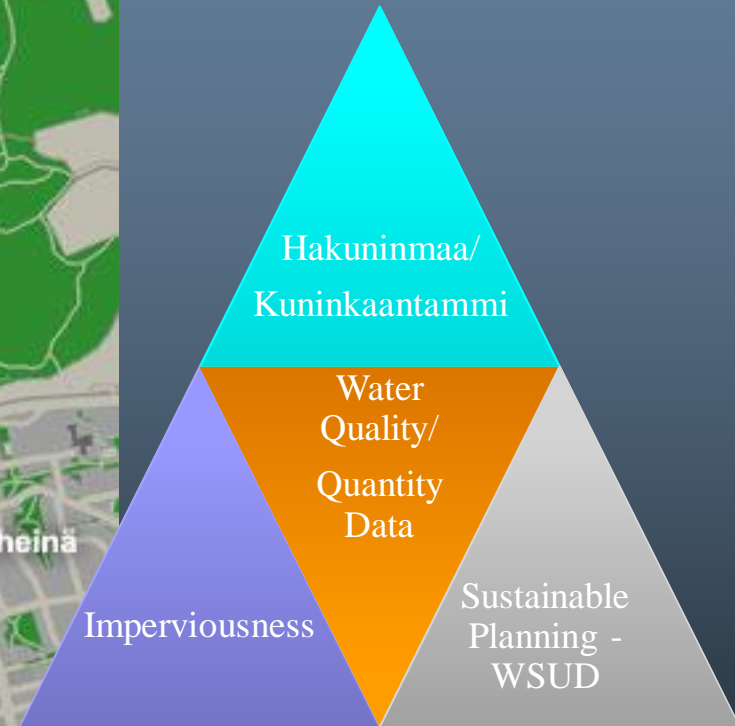 Hakuninmaa/
Kuninkaantammi
Water
Quality/
Quantity
Data
heinä
Imperviousness
Sustainable
Planning -
WSUD